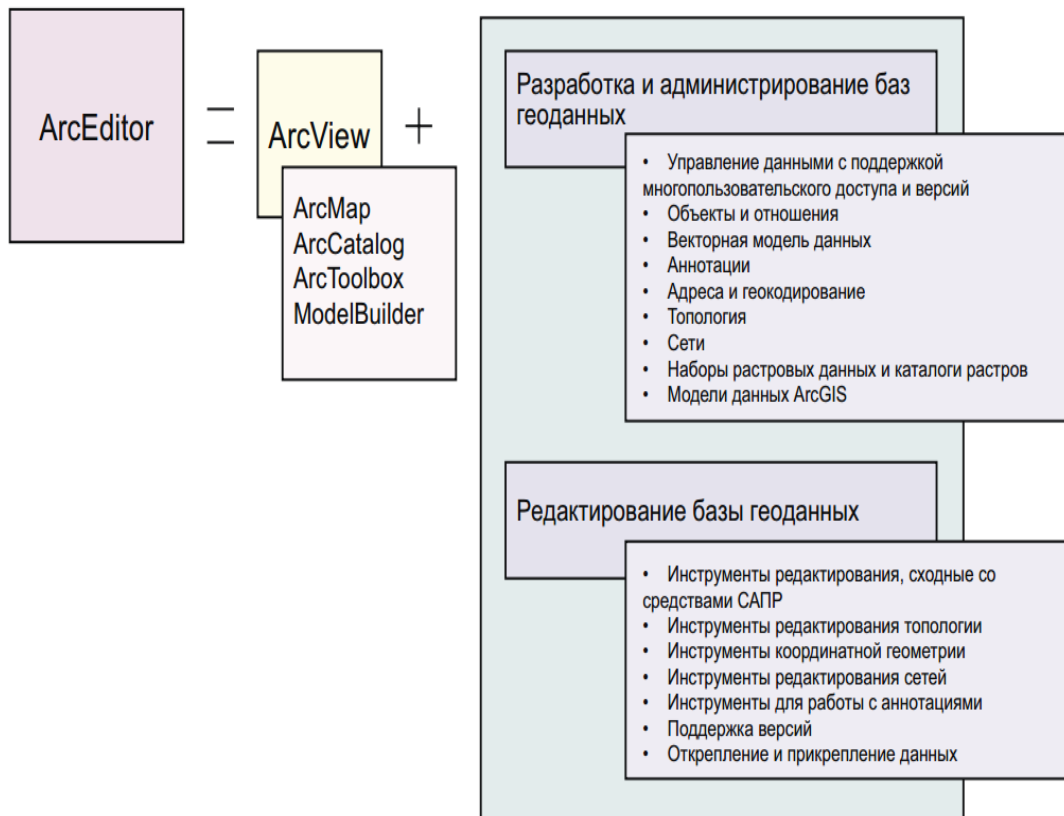 ArcEditor
=
ArcView
+
ArcMap
ArcCatalog
ArcToolbox
ModelBuilder
Разработка и администрирование баз
геоданных
• Управление данными с поддержкой
многопользовательского доступа и версий
• Объекты и отношения
• Векторная модель данных
• Аннотации
• Адреса и геокодирование
• Топология
• Сети
• Наборы растровых данных и каталоги растров
• Модели данных ArcGIS
Редактирование базы геоданных
• Инструменты редактирования, сходные со
средствами САПР
• Инструменты редактирования топологии
• Инструменты координатной геометрии
• Инструменты редактирования сетей
• Инструменты для работы с аннотациями
• Поддержка версий
• Открепление и прикрепление данных